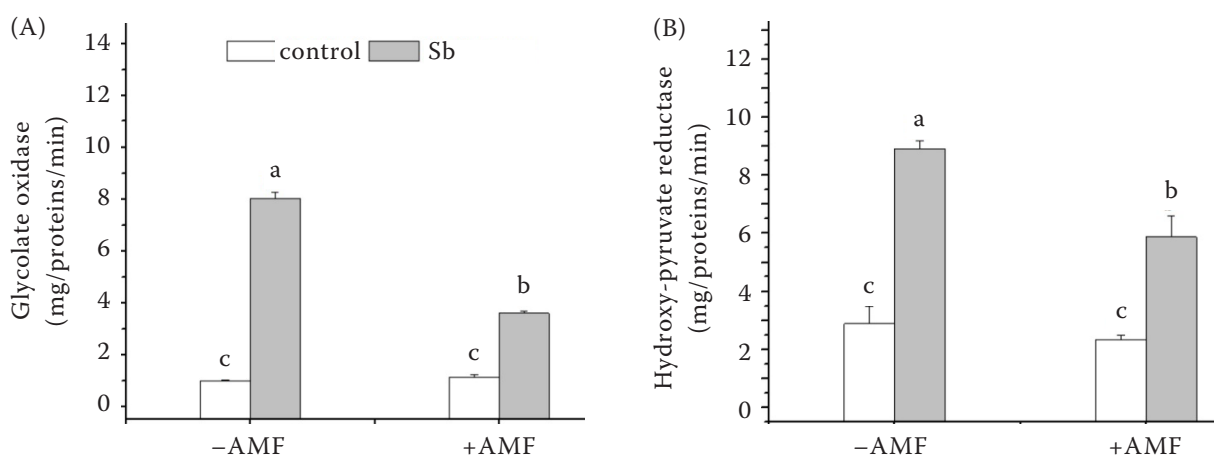 (A)
Glycolate oxidase
(mg/proteins/min)
14
12
10
8
6
4
2
0
control
Sb
c
a
c
b
–AMF
+AMF
(B)
Hydroxy-pyruvate reductase
(mg/proteins/min)
12
10
8
6
4
2
0
c
a
c
b
–AMF
+AMF